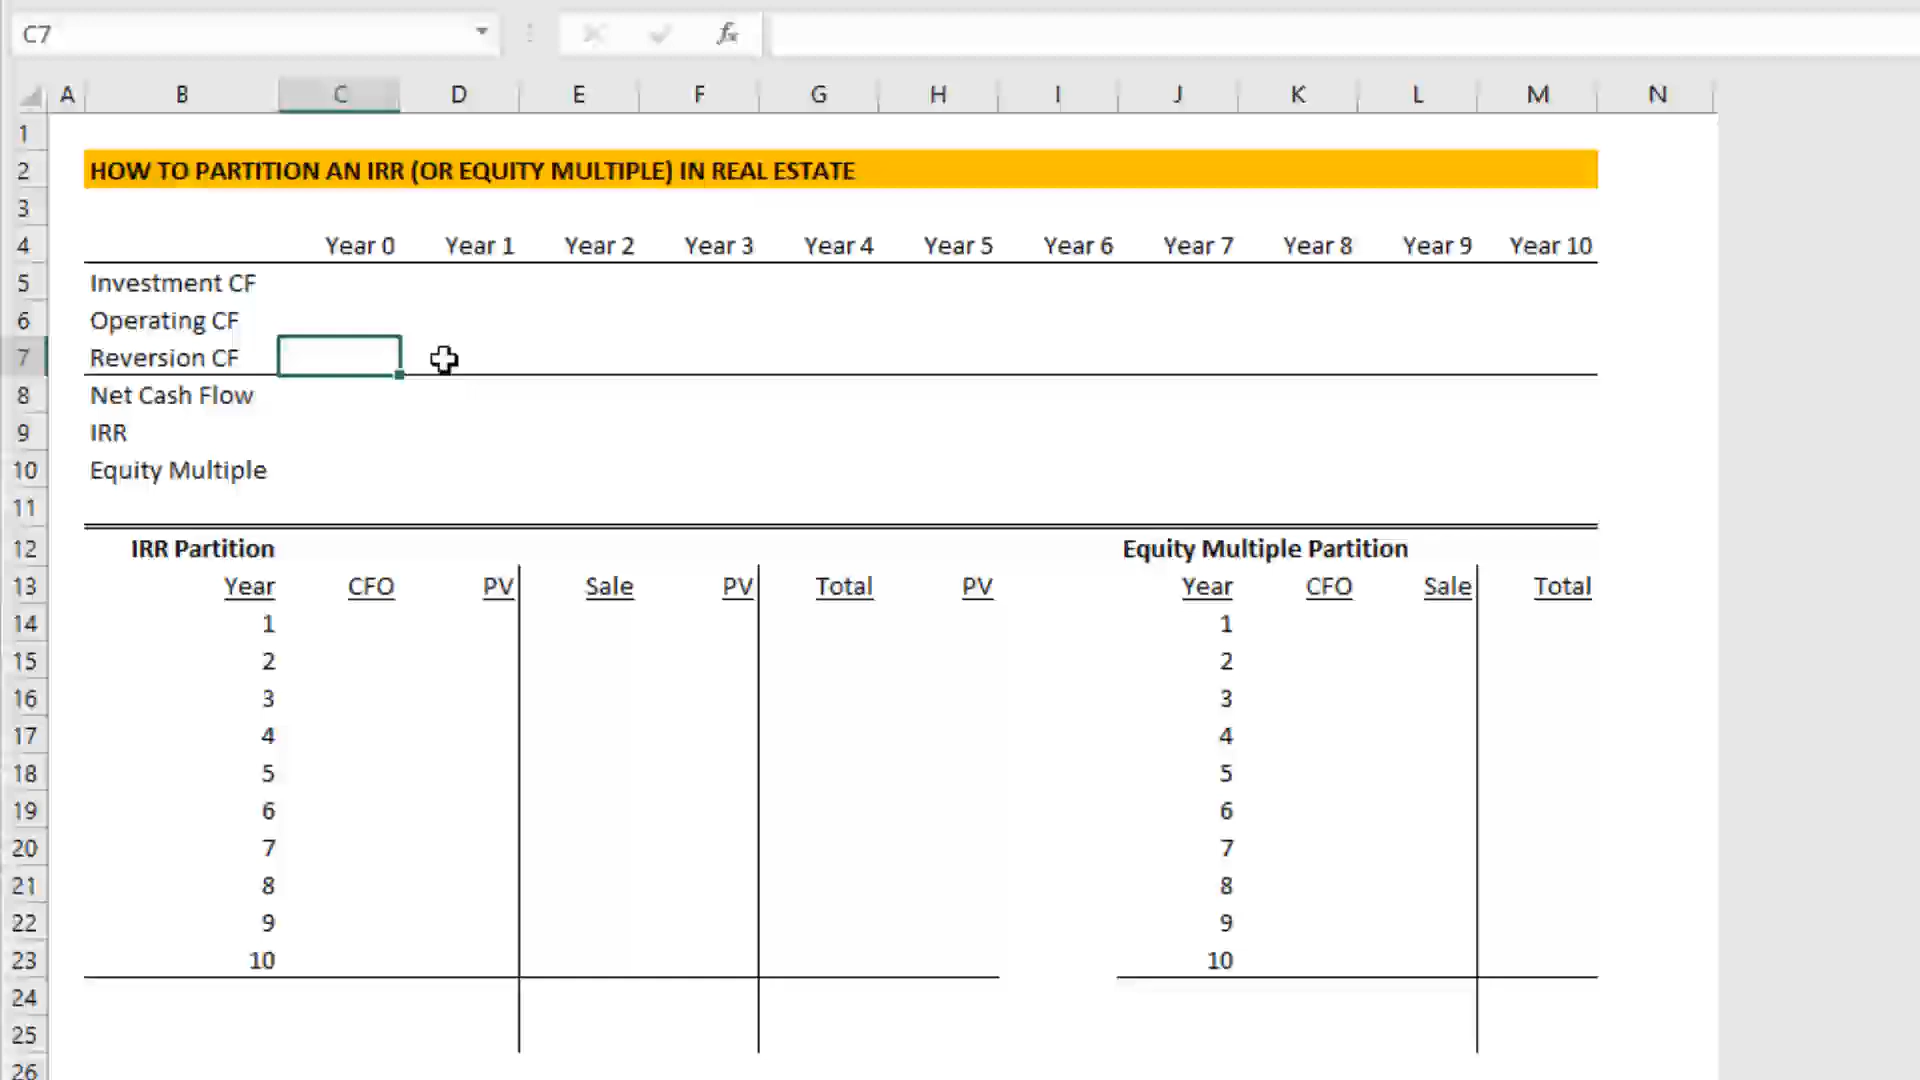 C7 fx
A B C D E F G H I J K L M N
1
2 HOW TO PARTITION AN IRR (OR EQUITY MULTIPLE) IN REAL ESTATE
3
4 Year 0 Year 1 Year 2 Year 3 Year 4 Year 5 Year 6 Year 7 Year 8 Year 9 Year 10
5 Investment CF
6 Operating CF
7 Reversion CF
8 Net Cash Flow
9 IRR
10 Equity Multiple
11
12 IRR Partition Equity Multiple Partition
13 Year CFO PV Sale PV Total PV Year CFO Sale Total
14 1 1
15 2 2
16 3 3
17 4 4
18 5 5
19 6 6
20 7 7
21 8 8
22 9 9
23 10 10
24
25
26